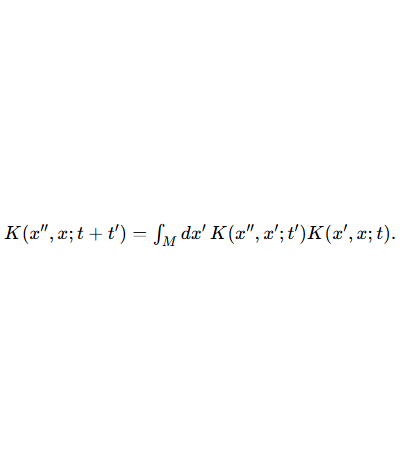 K(x″, x; t + t′) = ∫_M dx′ K(x″, x′; t′)K(x′, x; t).